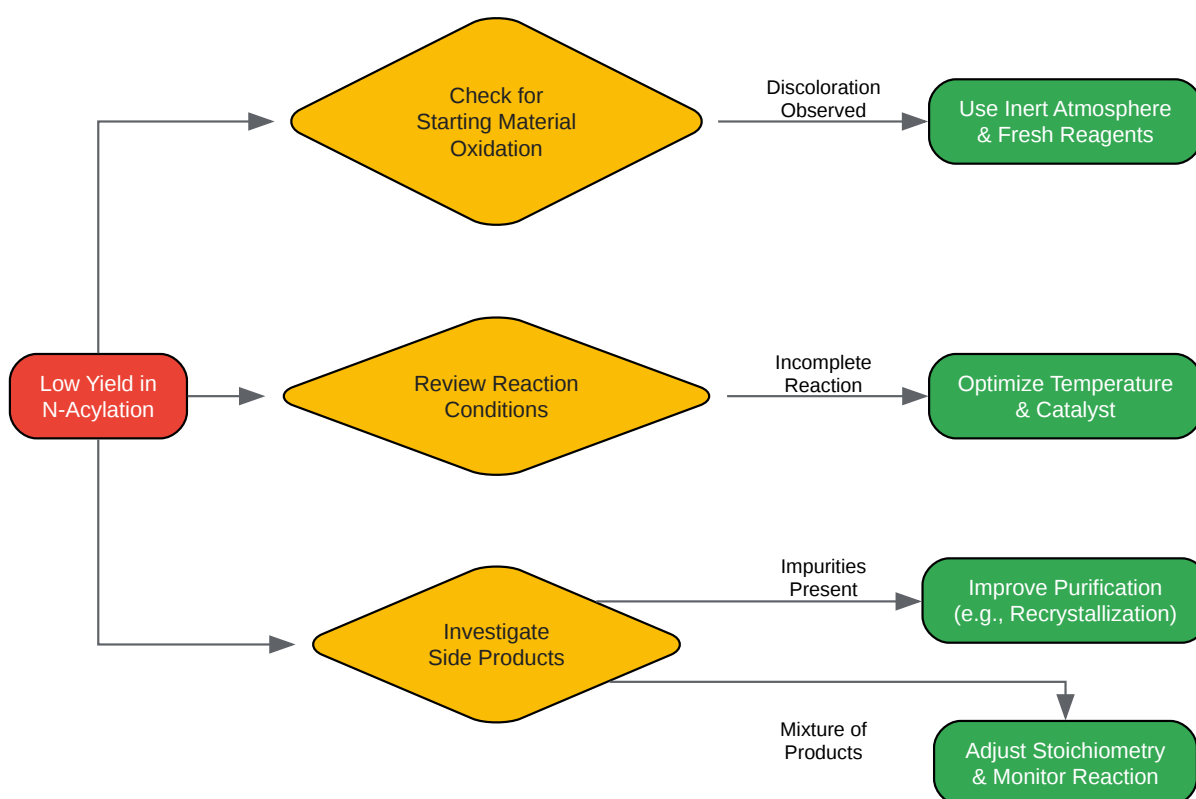 Check for
Starting Material
Oxidation
Discoloration
Observed
Use Inert Atmosphere
& Fresh Reagents
Low Yield in
N-Acylation
Review Reaction
Conditions
Incomplete
Reaction
Optimize Temperature
& Catalyst
Investigate
Side Products
Impurities
Present
Improve Purification
(e.g., Recrystallization)
Mixture of
Products
Adjust Stoichiometry
& Monitor Reaction